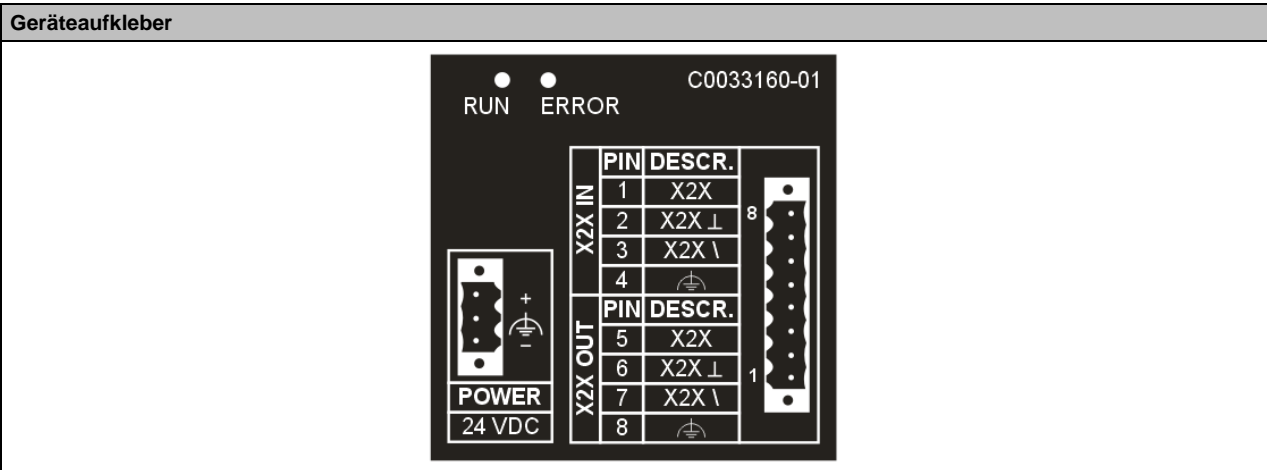 Geräteaufkleber
C0033160-01
RUN ERROR
X2X IN
PIN DESCR.
1 X2X
2 X2X ⊥
3 X2X \
4 ⏚
X2X OUT
PIN DESCR.
5 X2X
6 X2X ⊥
7 X2X \
8 ⏚
8
1
+
⏚
−
POWER
24 VDC